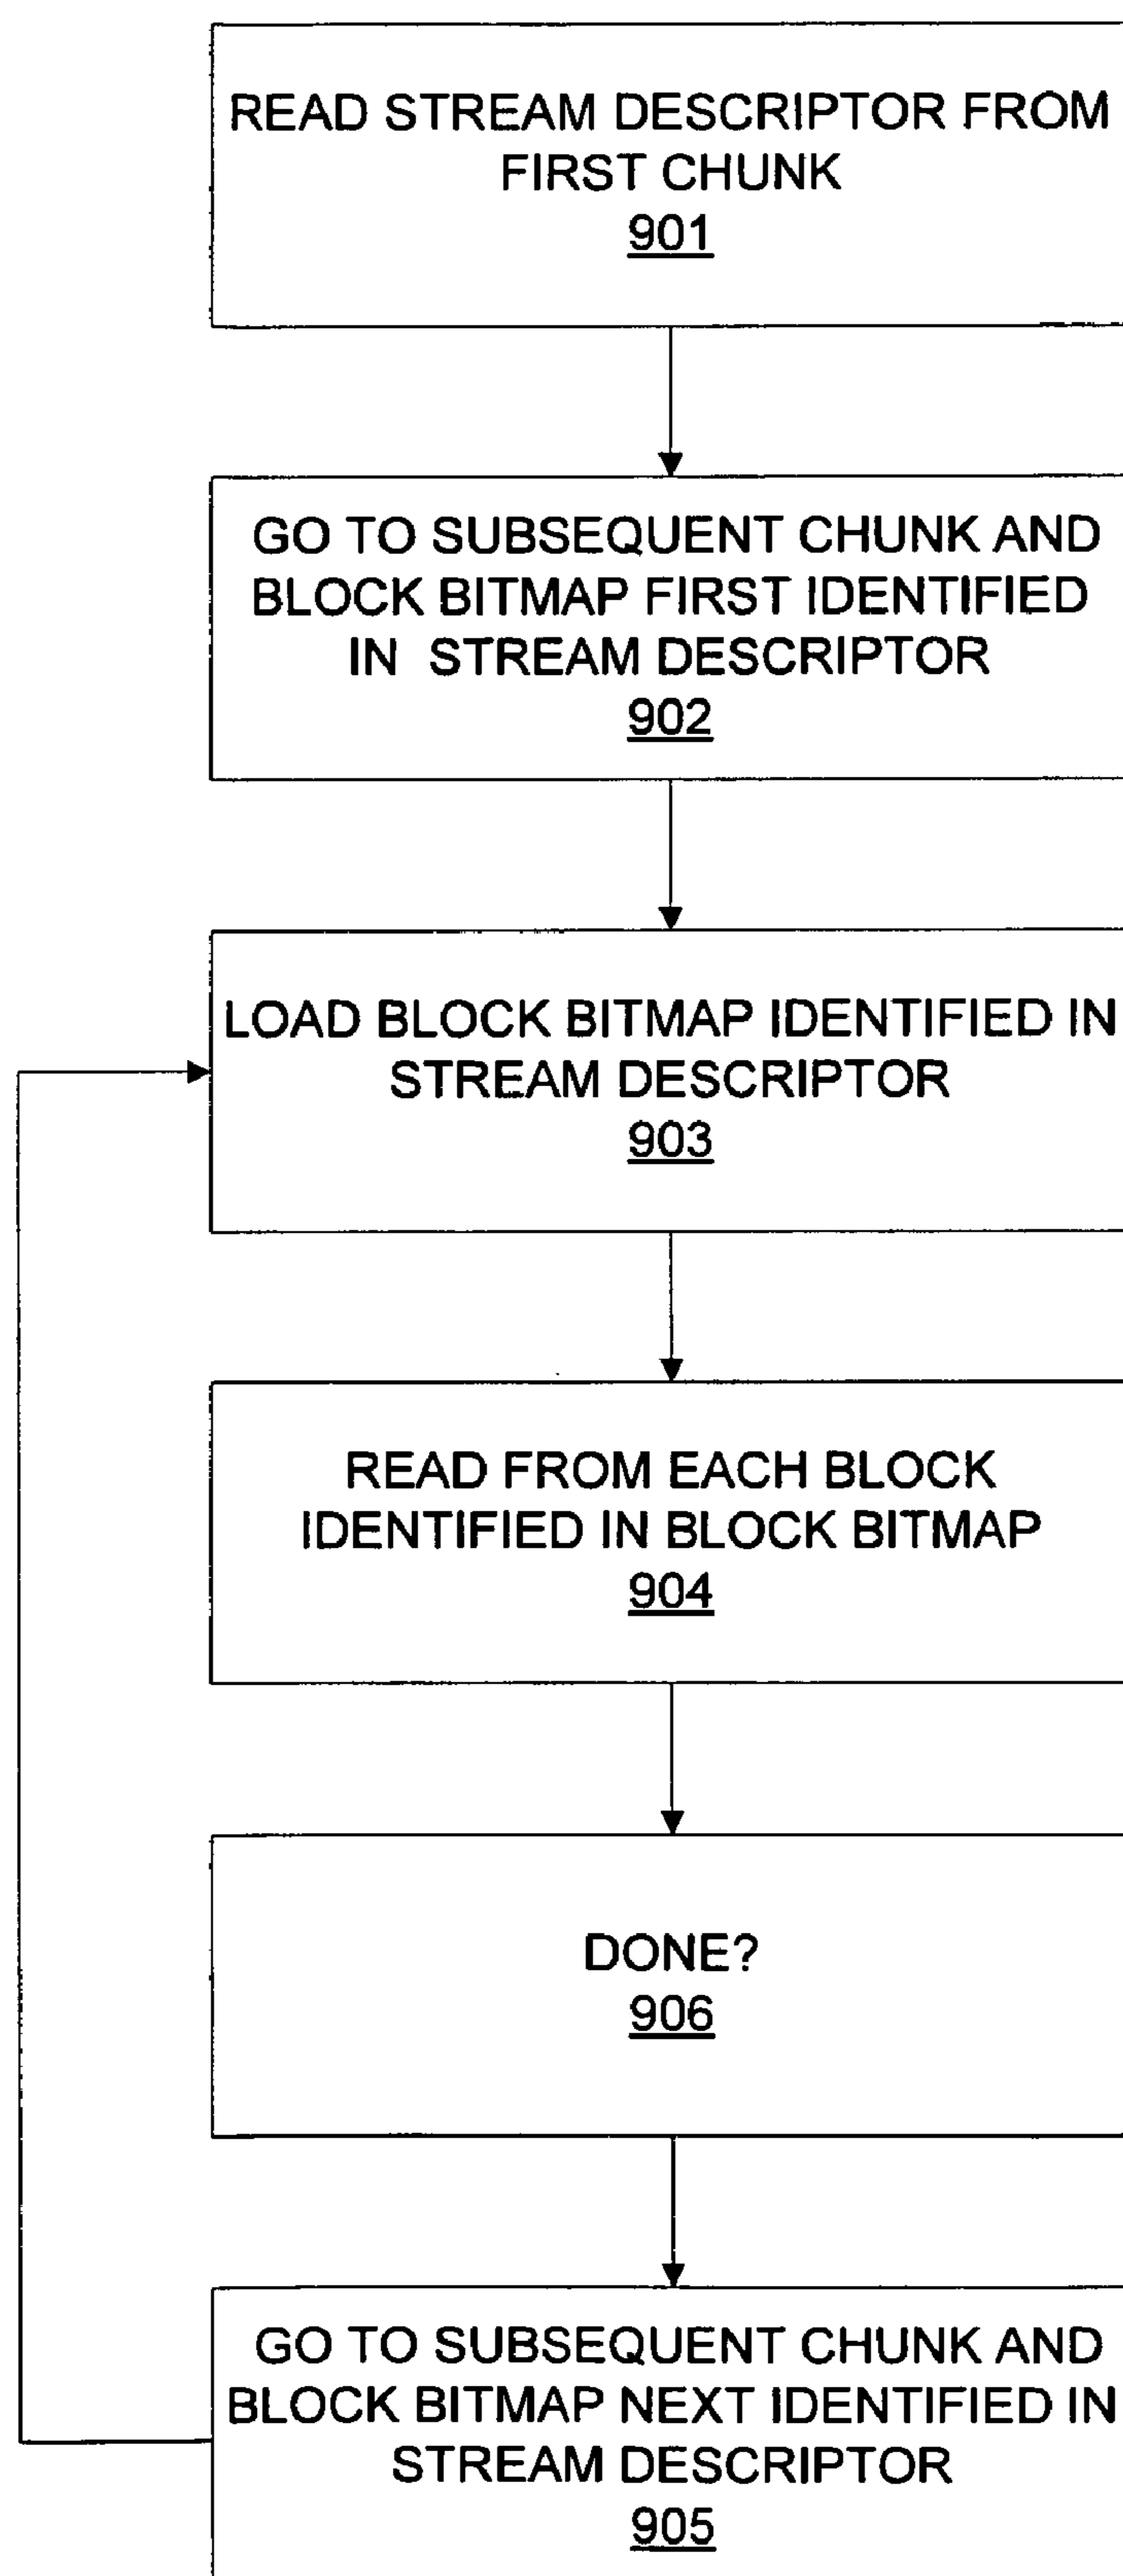 READ STREAM DESCRIPTOR FROM
FIRST CHUNK
901
GO TO SUBSEQUENT CHUNK AND
BLOCK BITMAP FIRST IDENTIFIED
IN STREAM DESCRIPTOR
902
LOAD BLOCK BITMAP IDENTIFIED IN
STREAM DESCRIPTOR
903
READ FROM EACH BLOCK
IDENTIFIED IN BLOCK BITMAP
904
DONE?
906
GO TO SUBSEQUENT CHUNK AND
BLOCK BITMAP NEXT IDENTIFIED IN
STREAM DESCRIPTOR
905